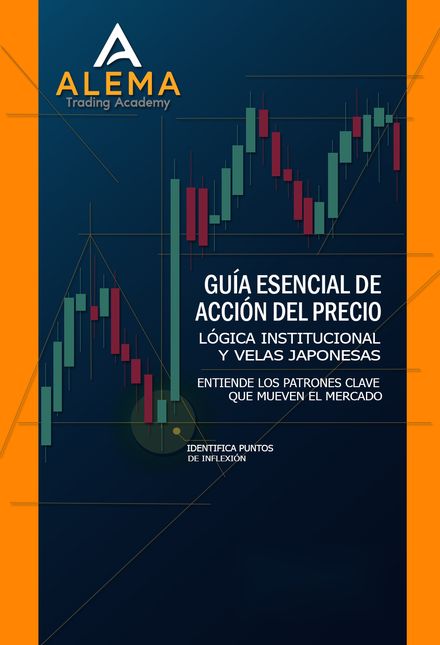 ALEMA
Trading Academy
GUÍA ESENCIAL DE
ACCIÓN DEL PRECIO
LÓGICA INSTITUCIONAL
Y VELAS JAPONESAS
ENTIENDE LOS PATRONES CLAVE
QUE MUEVEN EL MERCADO
IDENTIFICA PUNTOS
DE INFLEXIÓN